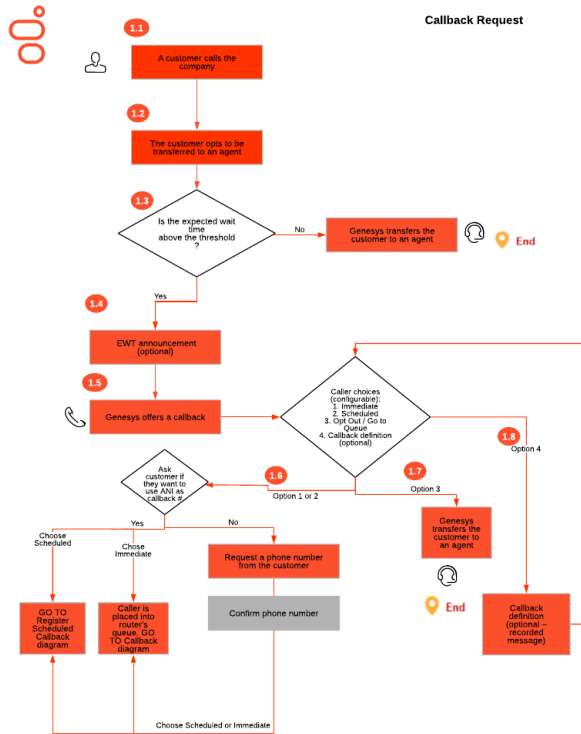 Callback Request
1.1
A customer calls the
company
1.2
The customer opts to be
transferred to an agent
1.3
Is the expected wait
time
above the threshold
?
No
Genesys transfers the
customer to an agent
End
Yes
1.4
EWT announcement
(optional)
1.5
Genesys offers a callback
Caller choices
(configurable):
1. Immediate
2. Scheduled
3. Opt Out / Go to
Queue
4. Callback definition
(optional)
1.8
Option 4
1.6
Option 1 or 2
1.7
Option 3
Ask
customer if
they want to
use ANI as
callback #
Yes
No
Choose
Scheduled
Chose
Immediate
Request a phone number
from the customer
Genesys
transfers the
customer to
an agent
End
Confirm phone number
GO TO
Register
Scheduled
Callback
diagram
Caller is
placed into
router's
queue, GO
TO Callback
diagram
Callback
definition
(optional –
recorded
message)
Choose Scheduled or Immediate